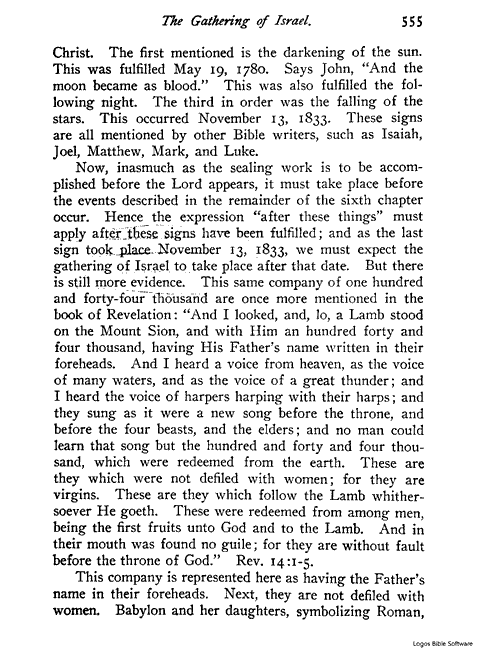 The Gathering of Israel. 555
Christ. The first mentioned is the darkening of the sun.
This was fulfilled May 19, 1780. Says John, "And the
moon became as blood." This was also fulfilled the fol-
lowing night. The third in order was the falling of the
stars. This occurred November 13, 1833. These signs
are all mentioned by other Bible writers, such as Isaiah,
Joel, Matthew, Mark, and Luke.
Now, inasmuch as the sealing work is to be accom-
plished before the Lord appears, it must take place before
the events described in the remainder of the sixth chapter
occur. Hence the expression "after these things" must
apply after these signs have been fulfilled; and as the last
sign took place November 13, 1833, we must expect the
gathering of Israel to take place after that date. But there
is still more evidence. This same company of one hundred
and forty-four thousand are once more mentioned in the
book of Revelation: "And I looked, and, lo, a Lamb stood
on the Mount Sion, and with Him an hundred forty and
four thousand, having His Father's name written in their
foreheads. And I heard a voice from heaven, as the voice
of many waters, and as the voice of a great thunder; and
I heard the voice of harpers harping with their harps; and
they sung as it were a new song before the throne, and
before the four beasts, and the elders; and no man could
learn that song but the hundred and forty and four thou-
sand, which were redeemed from the earth. These are
they which were not defiled with women; for they are
virgins. These are they which follow the Lamb whither-
soever He goeth. These were redeemed from among men,
being the first fruits unto God and to the Lamb. And in
their mouth was found no guile; for they are without fault
before the throne of God." Rev. 14:1-5.
This company is represented here as having the Father's
name in their foreheads. Next, they are not defiled with
women. Babylon and her daughters, symbolizing Roman,
Logos Bible Software